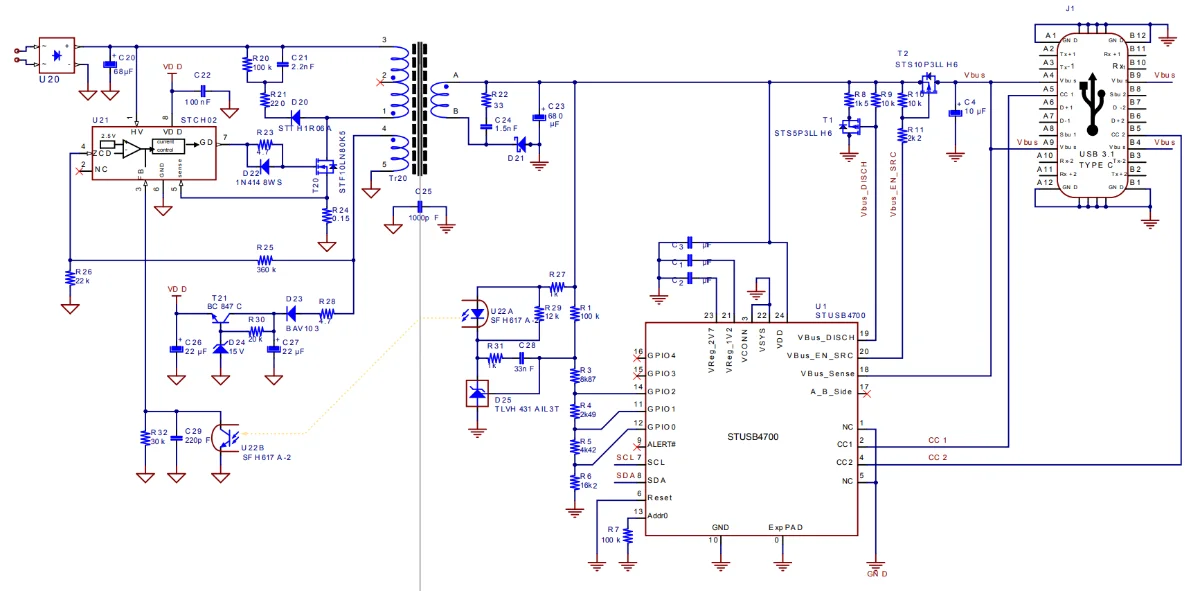 J1
U20
C20
68µF
VDD
C22
100nF
R20
100k
C21
2.2nF
R21
220
D20
STTH1R06A
U21
STCH02
HV
VDD
2.5V
current
control
GD
ZCD
NC
FB
GND
sense
1
8
7
4
2
3
6
5
R23
4.7
D22
1N4148WS
T20
STF10LN80K5
R24
0.15
3
2
1
4
5
A
B
Tr20
C25
1000pF
R22
33
C24
1.5nF
C23
680
µF
D21
T2
STS10P3LLH6
Vbus
R8
1k5
R9
10k
R10
10k
R11
2k2
T1
STS5P3LLH6
C4
10µF
Vbus_DISCH
Vbus_EN_SRC
A1
A2
A3
A4
A5
A6
A7
A8
A9
A10
A11
A12
GND
Tx+1
Tx-1
Vbus
CC1
D+1
D-1
Sbu1
Vbus
Rx-2
Rx+2
GND
GND
Rx+1
Rx-1
Vbus
Sbu2
D-2
D+2
CC2
Vbus
Tx-2
Tx+2
GND
B12
B11
B10
B9
B8
B7
B6
B5
B4
B3
B2
B1
USB 3.1
TYPE C
Vbus
Vbus
Vbus
R25
360k
R26
22k
VDD
T21
BC847C
D23
BAV103
R28
4.7
R30
20k
C26
22µF
D24
15V
C27
22µF
R32
30k
C29
220pF
U22B
SFH617A-2
R27
1k
U22A
SFH617A-2
R29
12k
R31
1k
C28
33nF
D25
TLVH431AIL3T
R1
100k
R3
8k87
R4
2k49
R5
4k42
R6
16k2
R7
100k
C3
µF
C1
µF
C2
µF
U1
STUSB4700
23
21
3
22
24
VReg_2V7
VReg_1V2
VCONN
VSYS
VDD
16
GPIO4
15
GPIO3
14
GPIO2
11
GPIO1
12
GPIO0
9
ALERT#
SCL
7
SCL
SDA
8
SDA
6
Reset
13
Addr0
VBus_DISCH
19
VBus_EN_SRC
20
VBus_Sense
18
A_B_Side
17
NC
1
CC1
2
CC2
4
NC
5
STUSB4700
GND
ExpPAD
10
0
CC1
CC2
GND